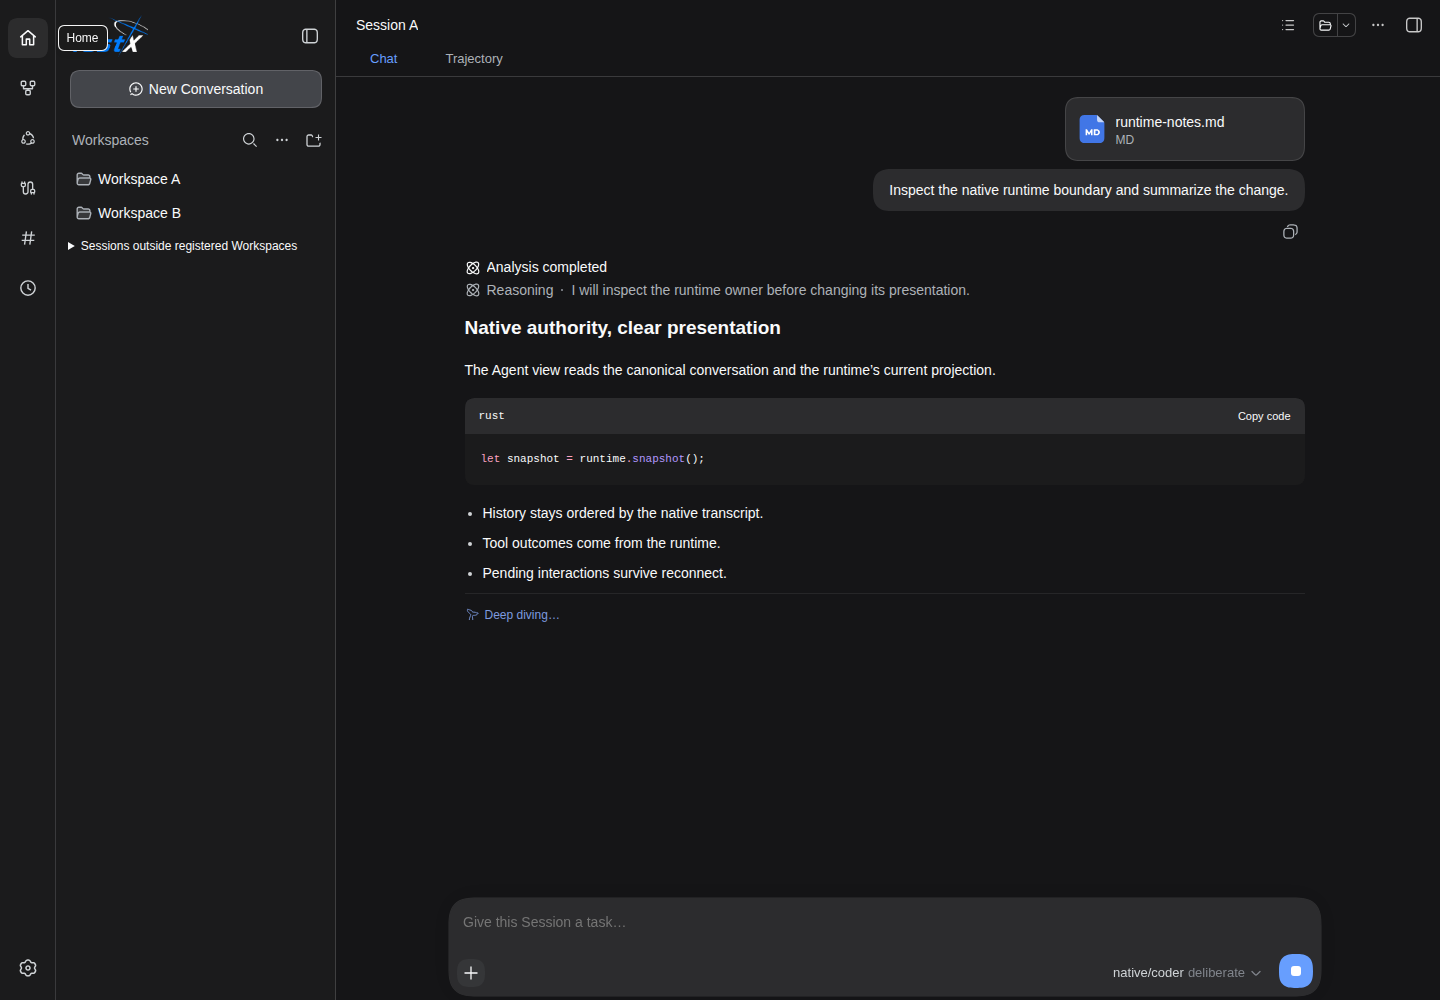 Home
New Conversation
Workspaces
Workspace A
Workspace B
Sessions outside registered Workspaces
Session A
Chat
Trajectory
MD
runtime-notes.md
MD
Inspect the native runtime boundary and summarize the change.
Analysis completed
Reasoning · I will inspect the runtime owner before changing its presentation.
Native authority, clear presentation
The Agent view reads the canonical conversation and the runtime’s current projection.
rust
Copy code
let snapshot = runtime.snapshot();
• History stays ordered by the native transcript.
• Tool outcomes come from the runtime.
• Pending interactions survive reconnect.
Deep diving…
Give this Session a task…
native/coder deliberate